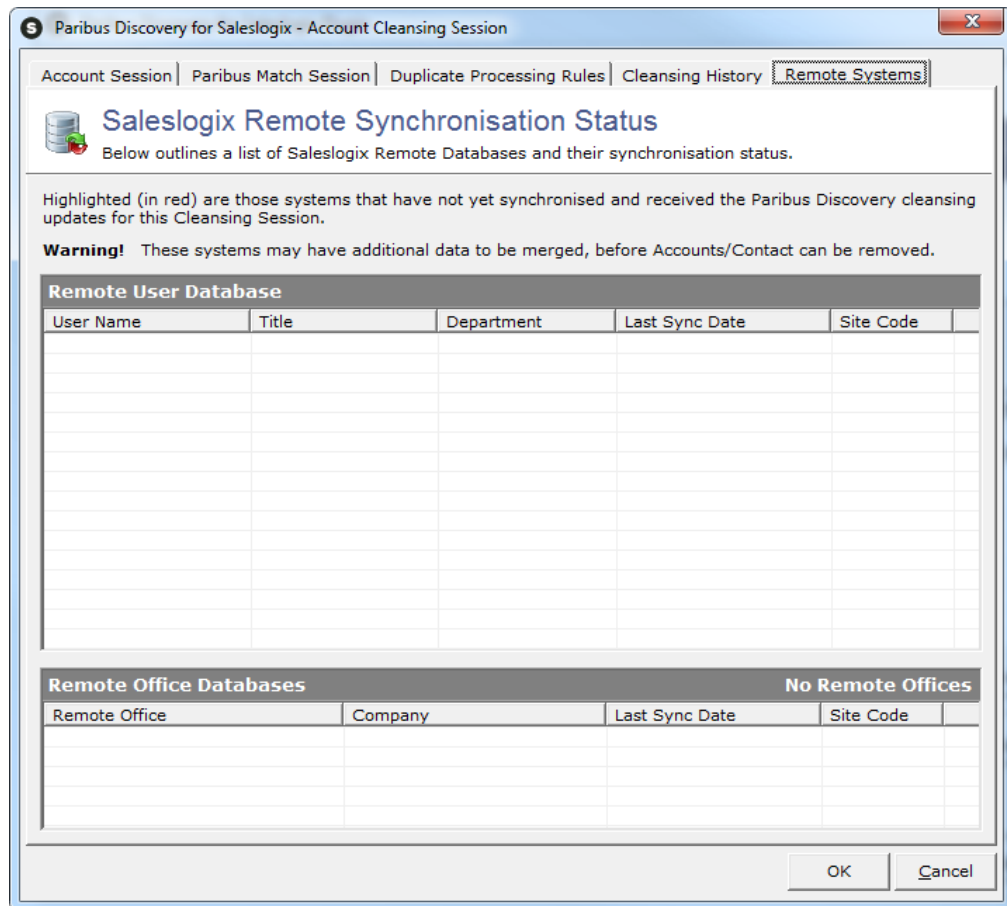 S Paribus Discovery for Saleslogix - Account Cleansing Session x
Account Session Paribus Match Session Duplicate Processing Rules Cleansing History Remote Systems
Saleslogix Remote Synchronisation Status
Below outlines a list of Saleslogix Remote Databases and their synchronisation status.
Highlighted (in red) are those systems that have not yet synchronised and received the Paribus Discovery cleansing
updates for this Cleansing Session.
Warning! These systems may have additional data to be merged, before Accounts/Contact can be removed.
Remote User Database
User Name Title Department Last Sync Date Site Code
Remote Office Databases No Remote Offices
Remote Office Company Last Sync Date Site Code
OK Cancel